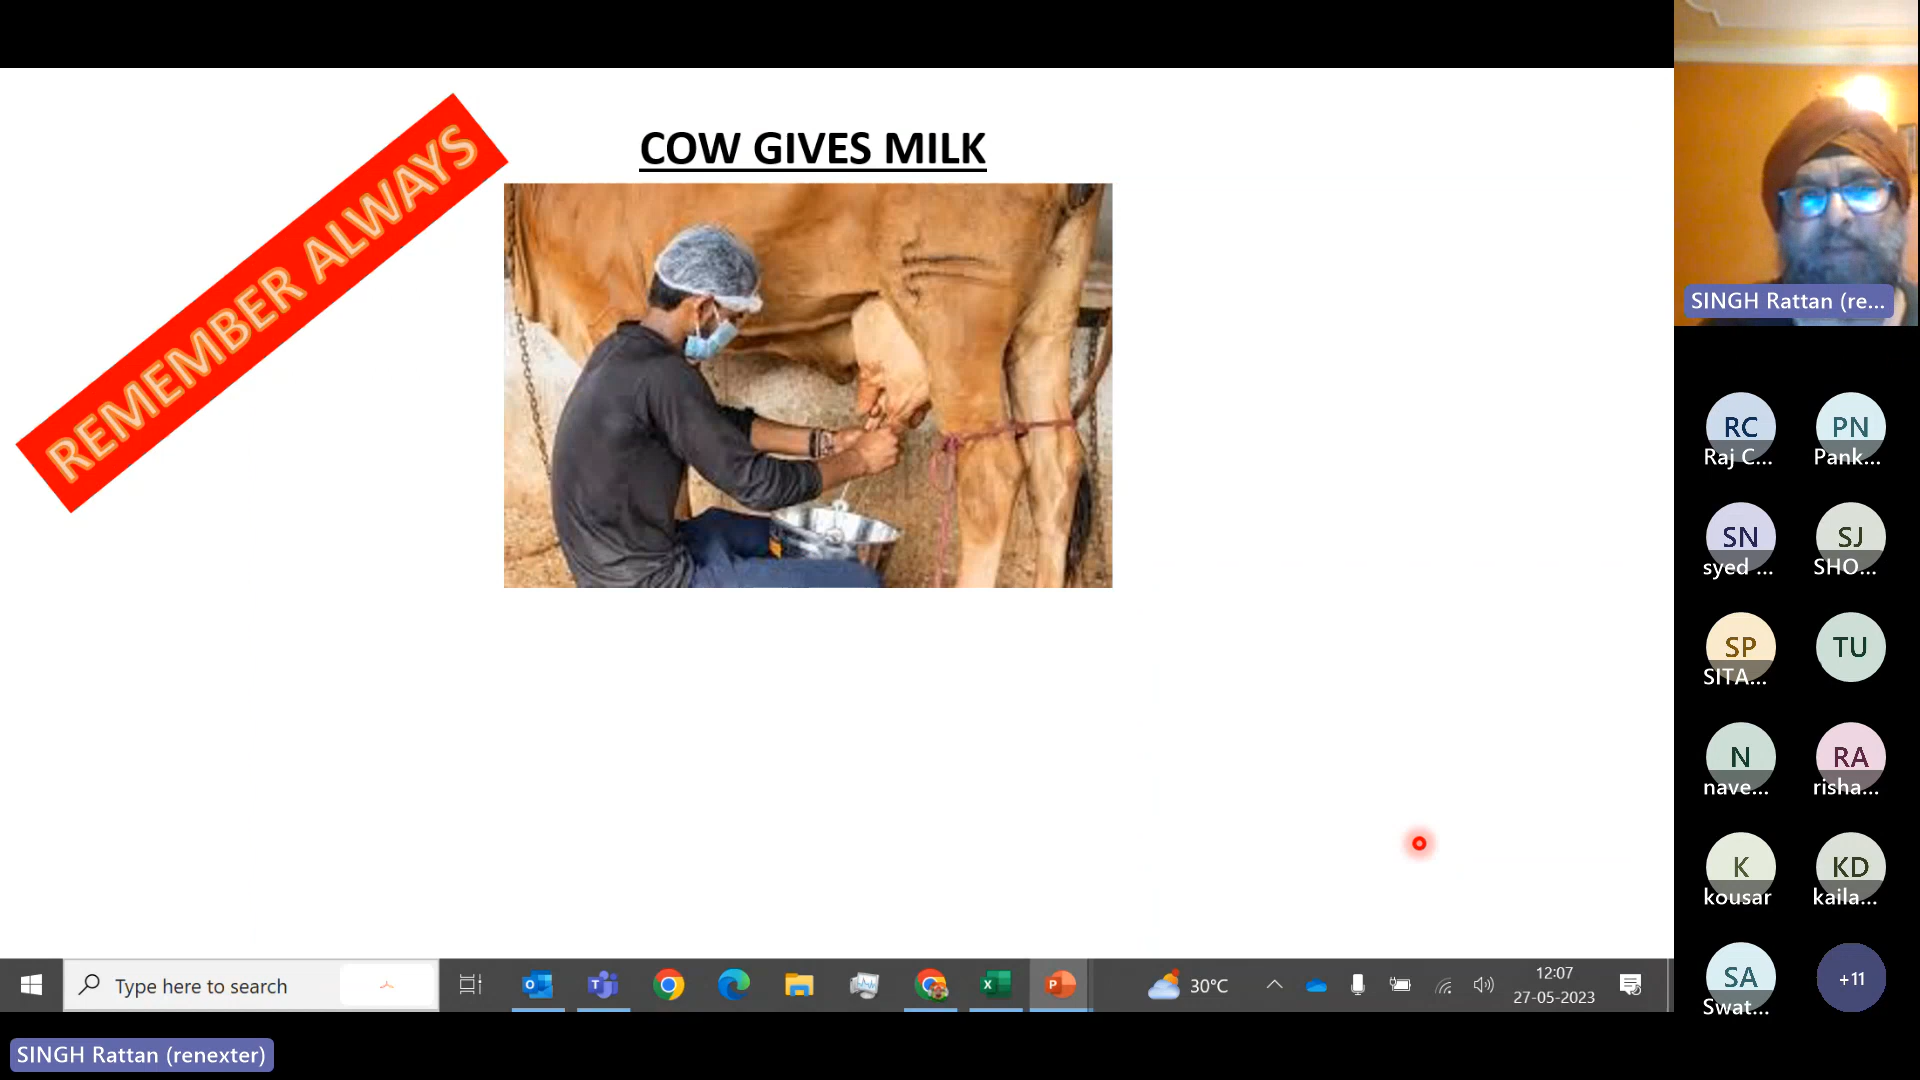 COW GIVES MILK
REMEMBER ALWAYS
SINGH Rattan (re...
RC
Raj C...
PN
Pank...
SN
syed ...
SJ
SHO...
SP
SITA...
TU
N
nave...
RA
risha...
K
kousar
KD
kaila...
SA
Swat...
+11
Type here to search
30°C
12:07
27-05-2023
SINGH Rattan (renexter)